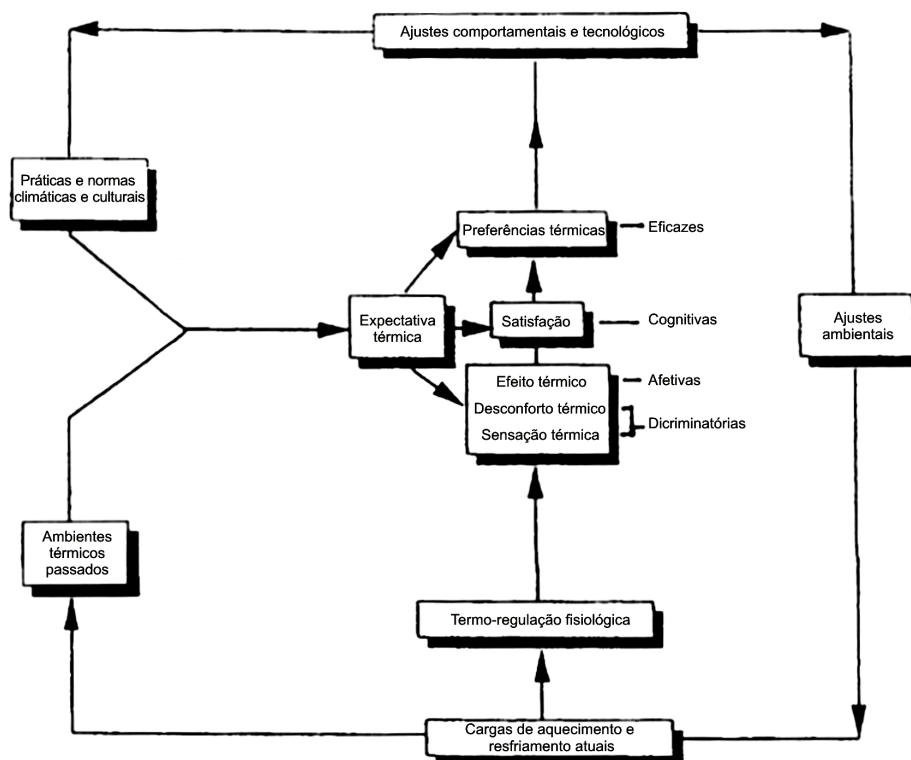 Ajustes comportamentais e tecnológicos
Práticas e normas
climáticas e culturais
Preferências térmicas
Eficazes
Expectativa
térmica
Satisfação
Cognitivas
Ajustes
ambientais
Efeito térmico
Afetivas
Desconforto térmico
Dicriminatórias
Sensação térmica
Ambientes
térmicos
passados
Termo-regulação fisiológica
Cargas de aquecimento e
resfriamento atuais